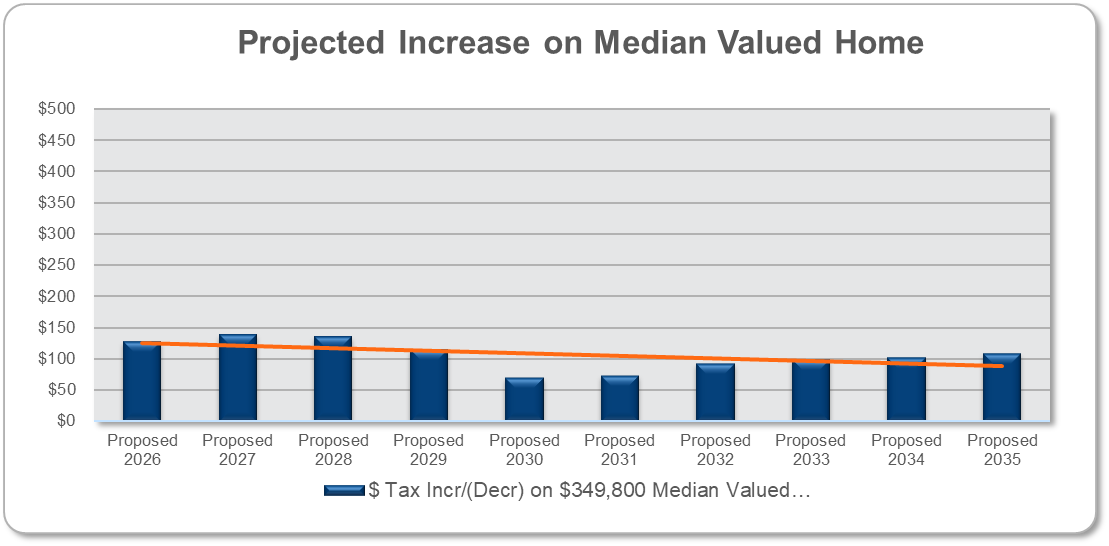 Projected Increase on Median Valued Home
$500
$450
$400
$350
$300
$250
$200
$150
$100
$50
$0
Proposed Proposed Proposed Proposed Proposed Proposed Proposed Proposed Proposed Proposed
2026 2027 2028 2029 2030 2031 2032 2033 2034 2035
$ Tax Incr/(Decr) on $349,800 Median Valued…